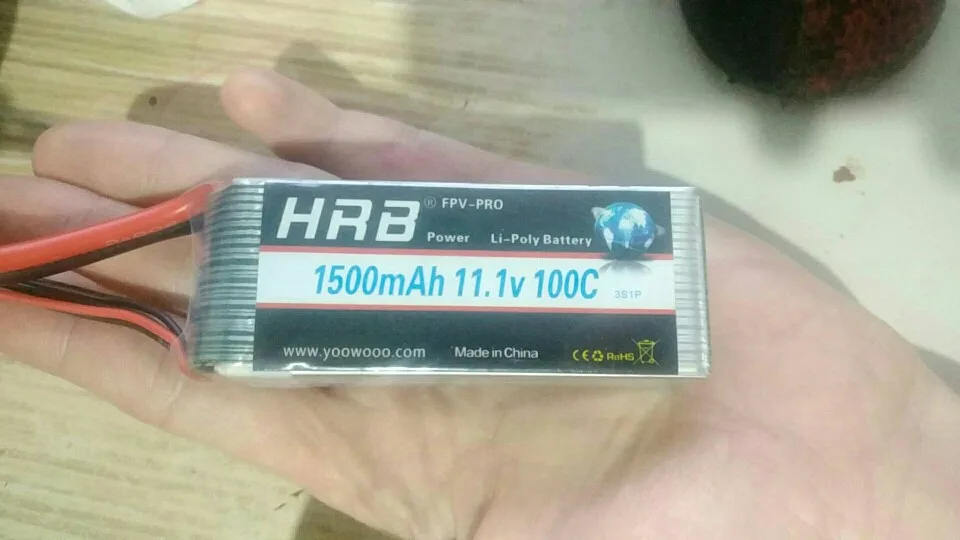 HRB® FPV-PRO
Power Li-Poly Battery
1500mAh 11.1v 100C 3S1P
www.yoowooo.com Made in China CE RoHS